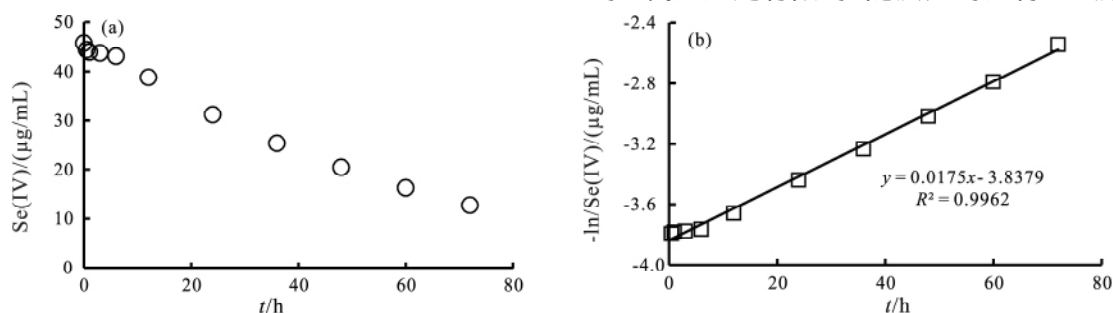 (a)
50
40
30
20
10
0
Se(IV)/(μg/mL)
0 20 40 60 80
t/h
(b)
-2.4
-2.8
-3.2
-3.6
-4.0
-ln/Se(IV)/(μg/mL)
y = 0.0175x- 3.8379
R² = 0.9962
0 20 40 60 80
t/h